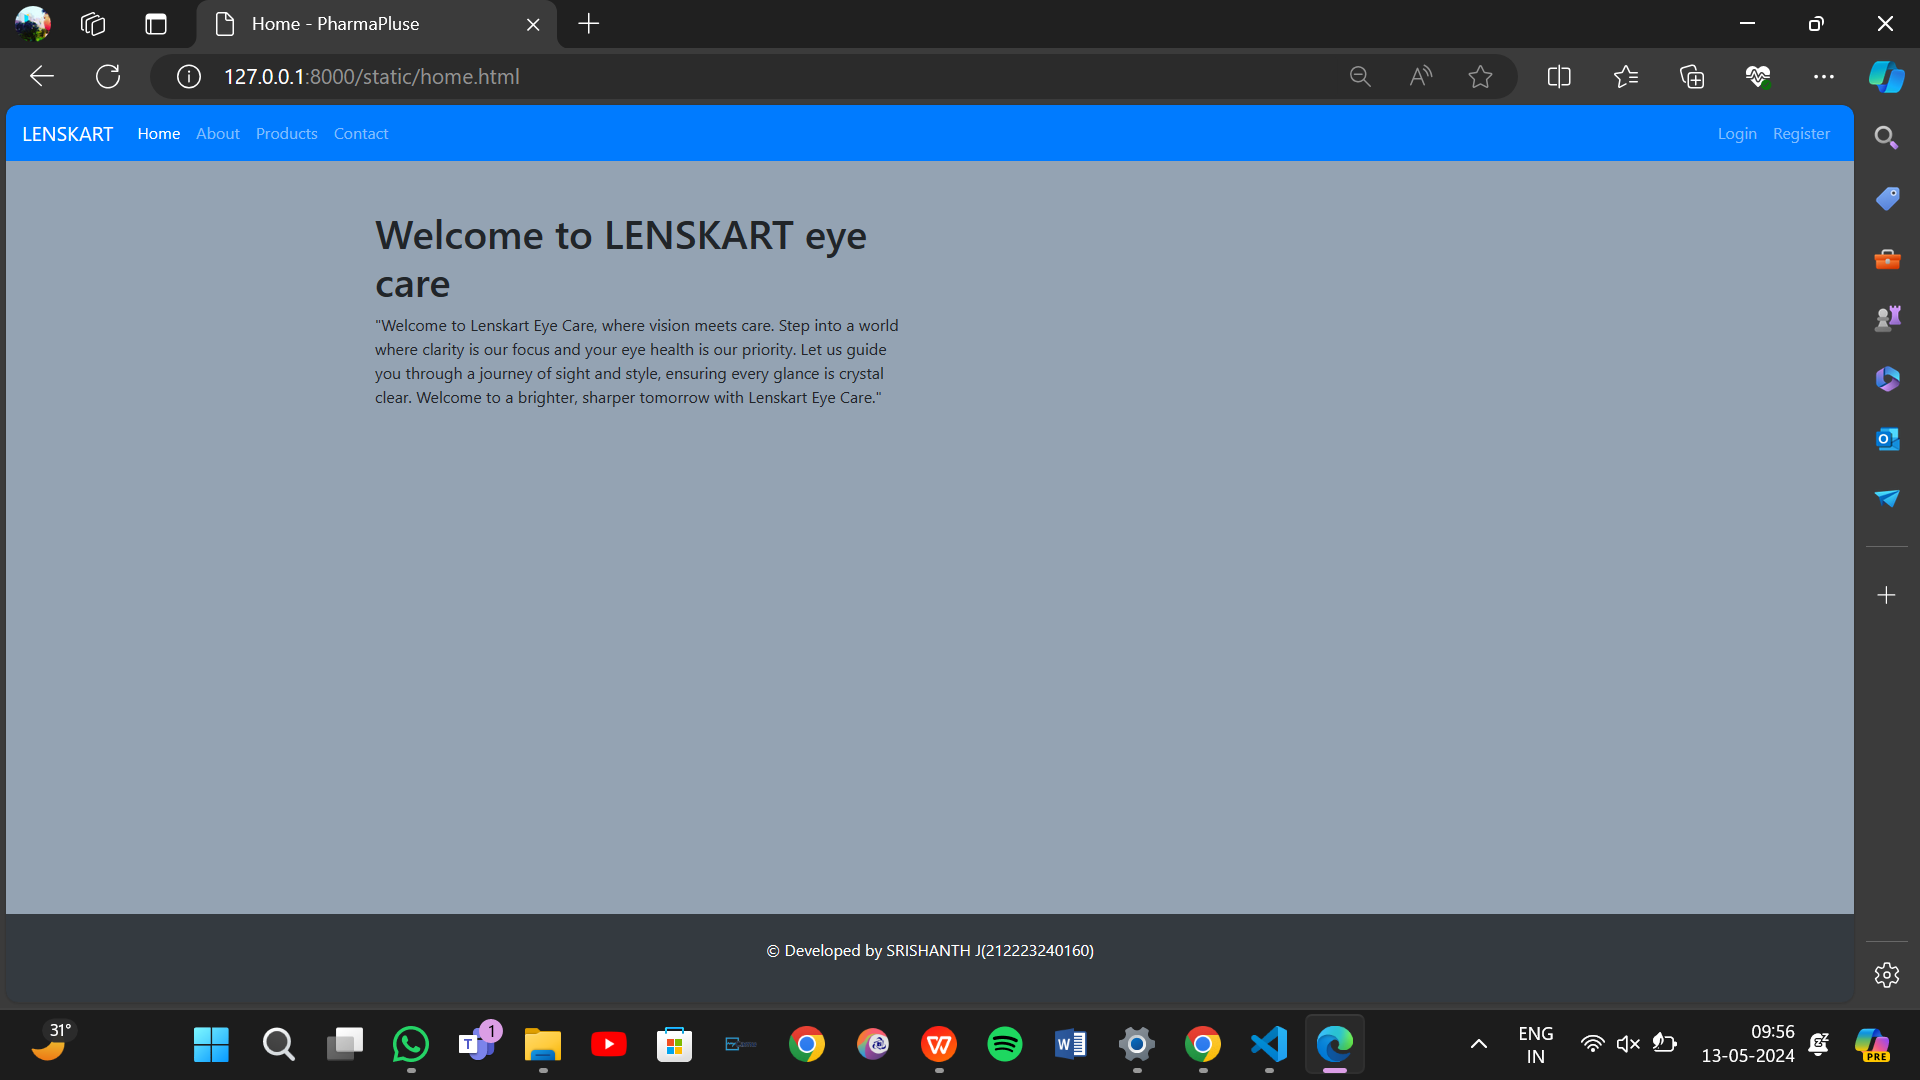 Home - PharmaPluse
127.0.0.1:8000/static/home.html
LENSKART Home About Products Contact Login Register
Welcome to LENSKART eye
care
"Welcome to Lenskart Eye Care, where vision meets care. Step into a world
where clarity is our focus and your eye health is our priority. Let us guide
you through a journey of sight and style, ensuring every glance is crystal
clear. Welcome to a brighter, sharper tomorrow with Lenskart Eye Care."
© Developed by SRISHANTH J(212223240160)
31°
1
ENG
IN
09:56
13-05-2024
PRE